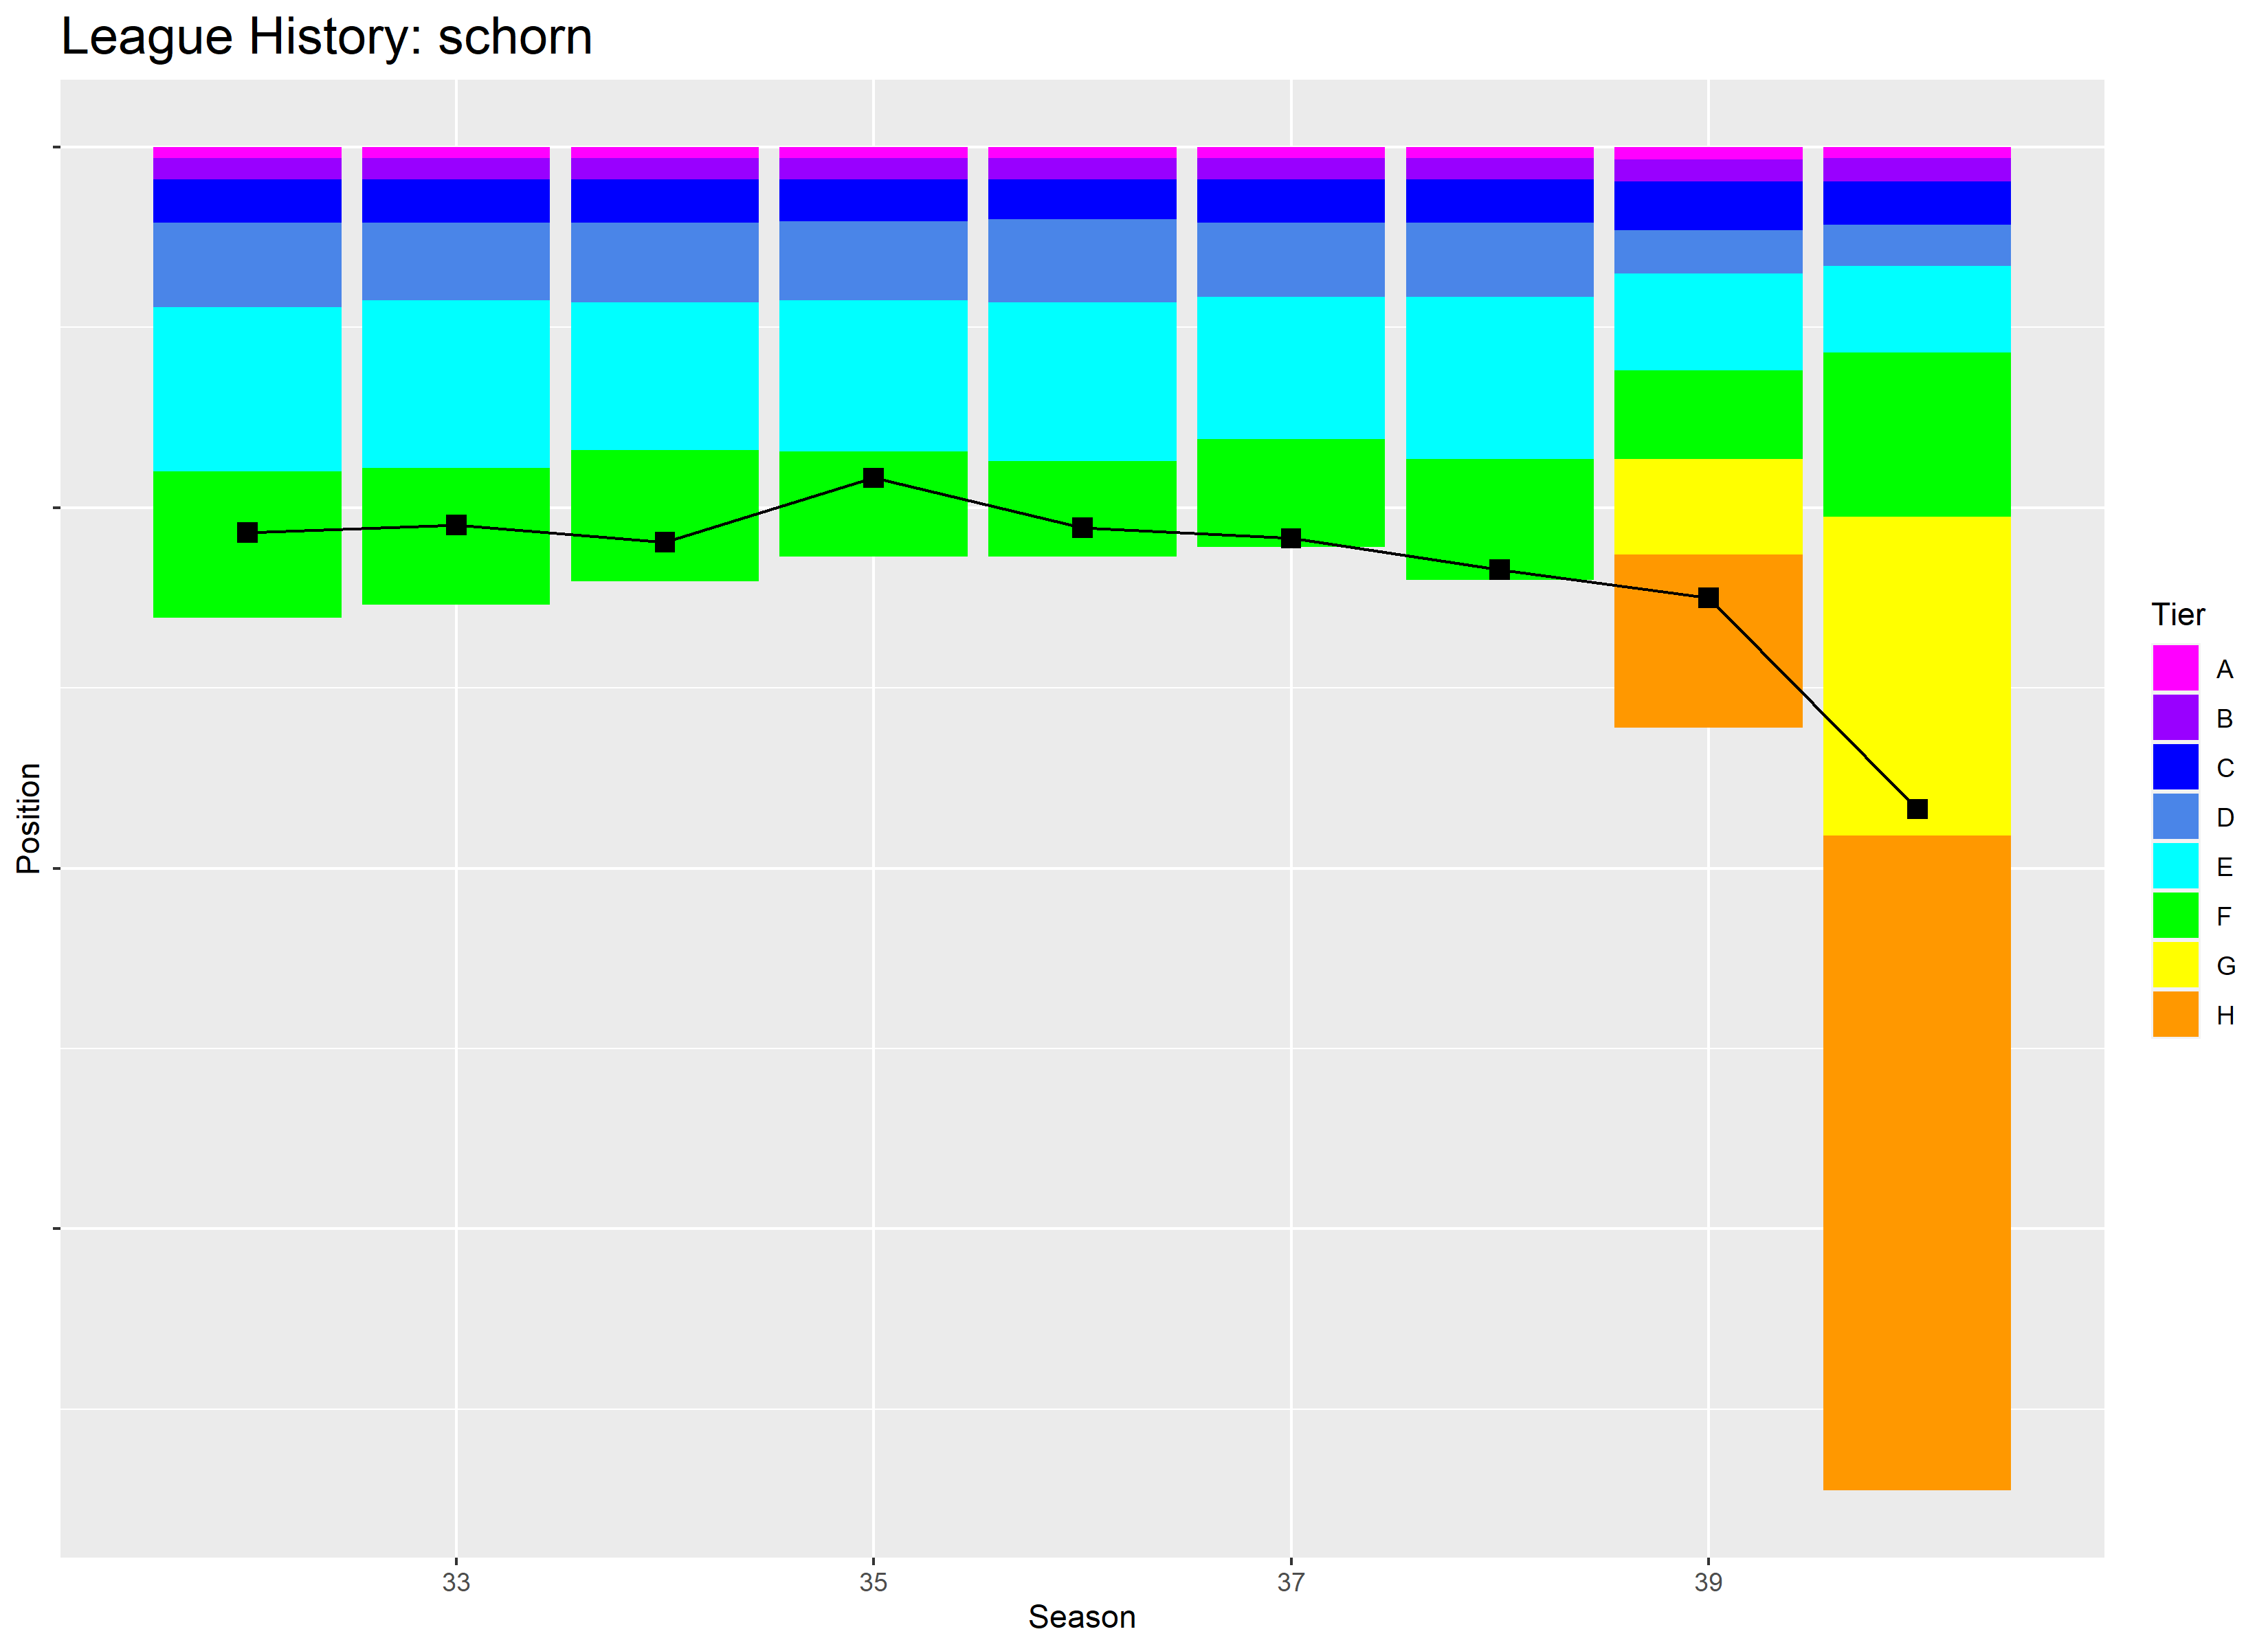 League History: schorn
Position
33
35
37
39
Season
Tier
A
B
C
D
E
F
G
H